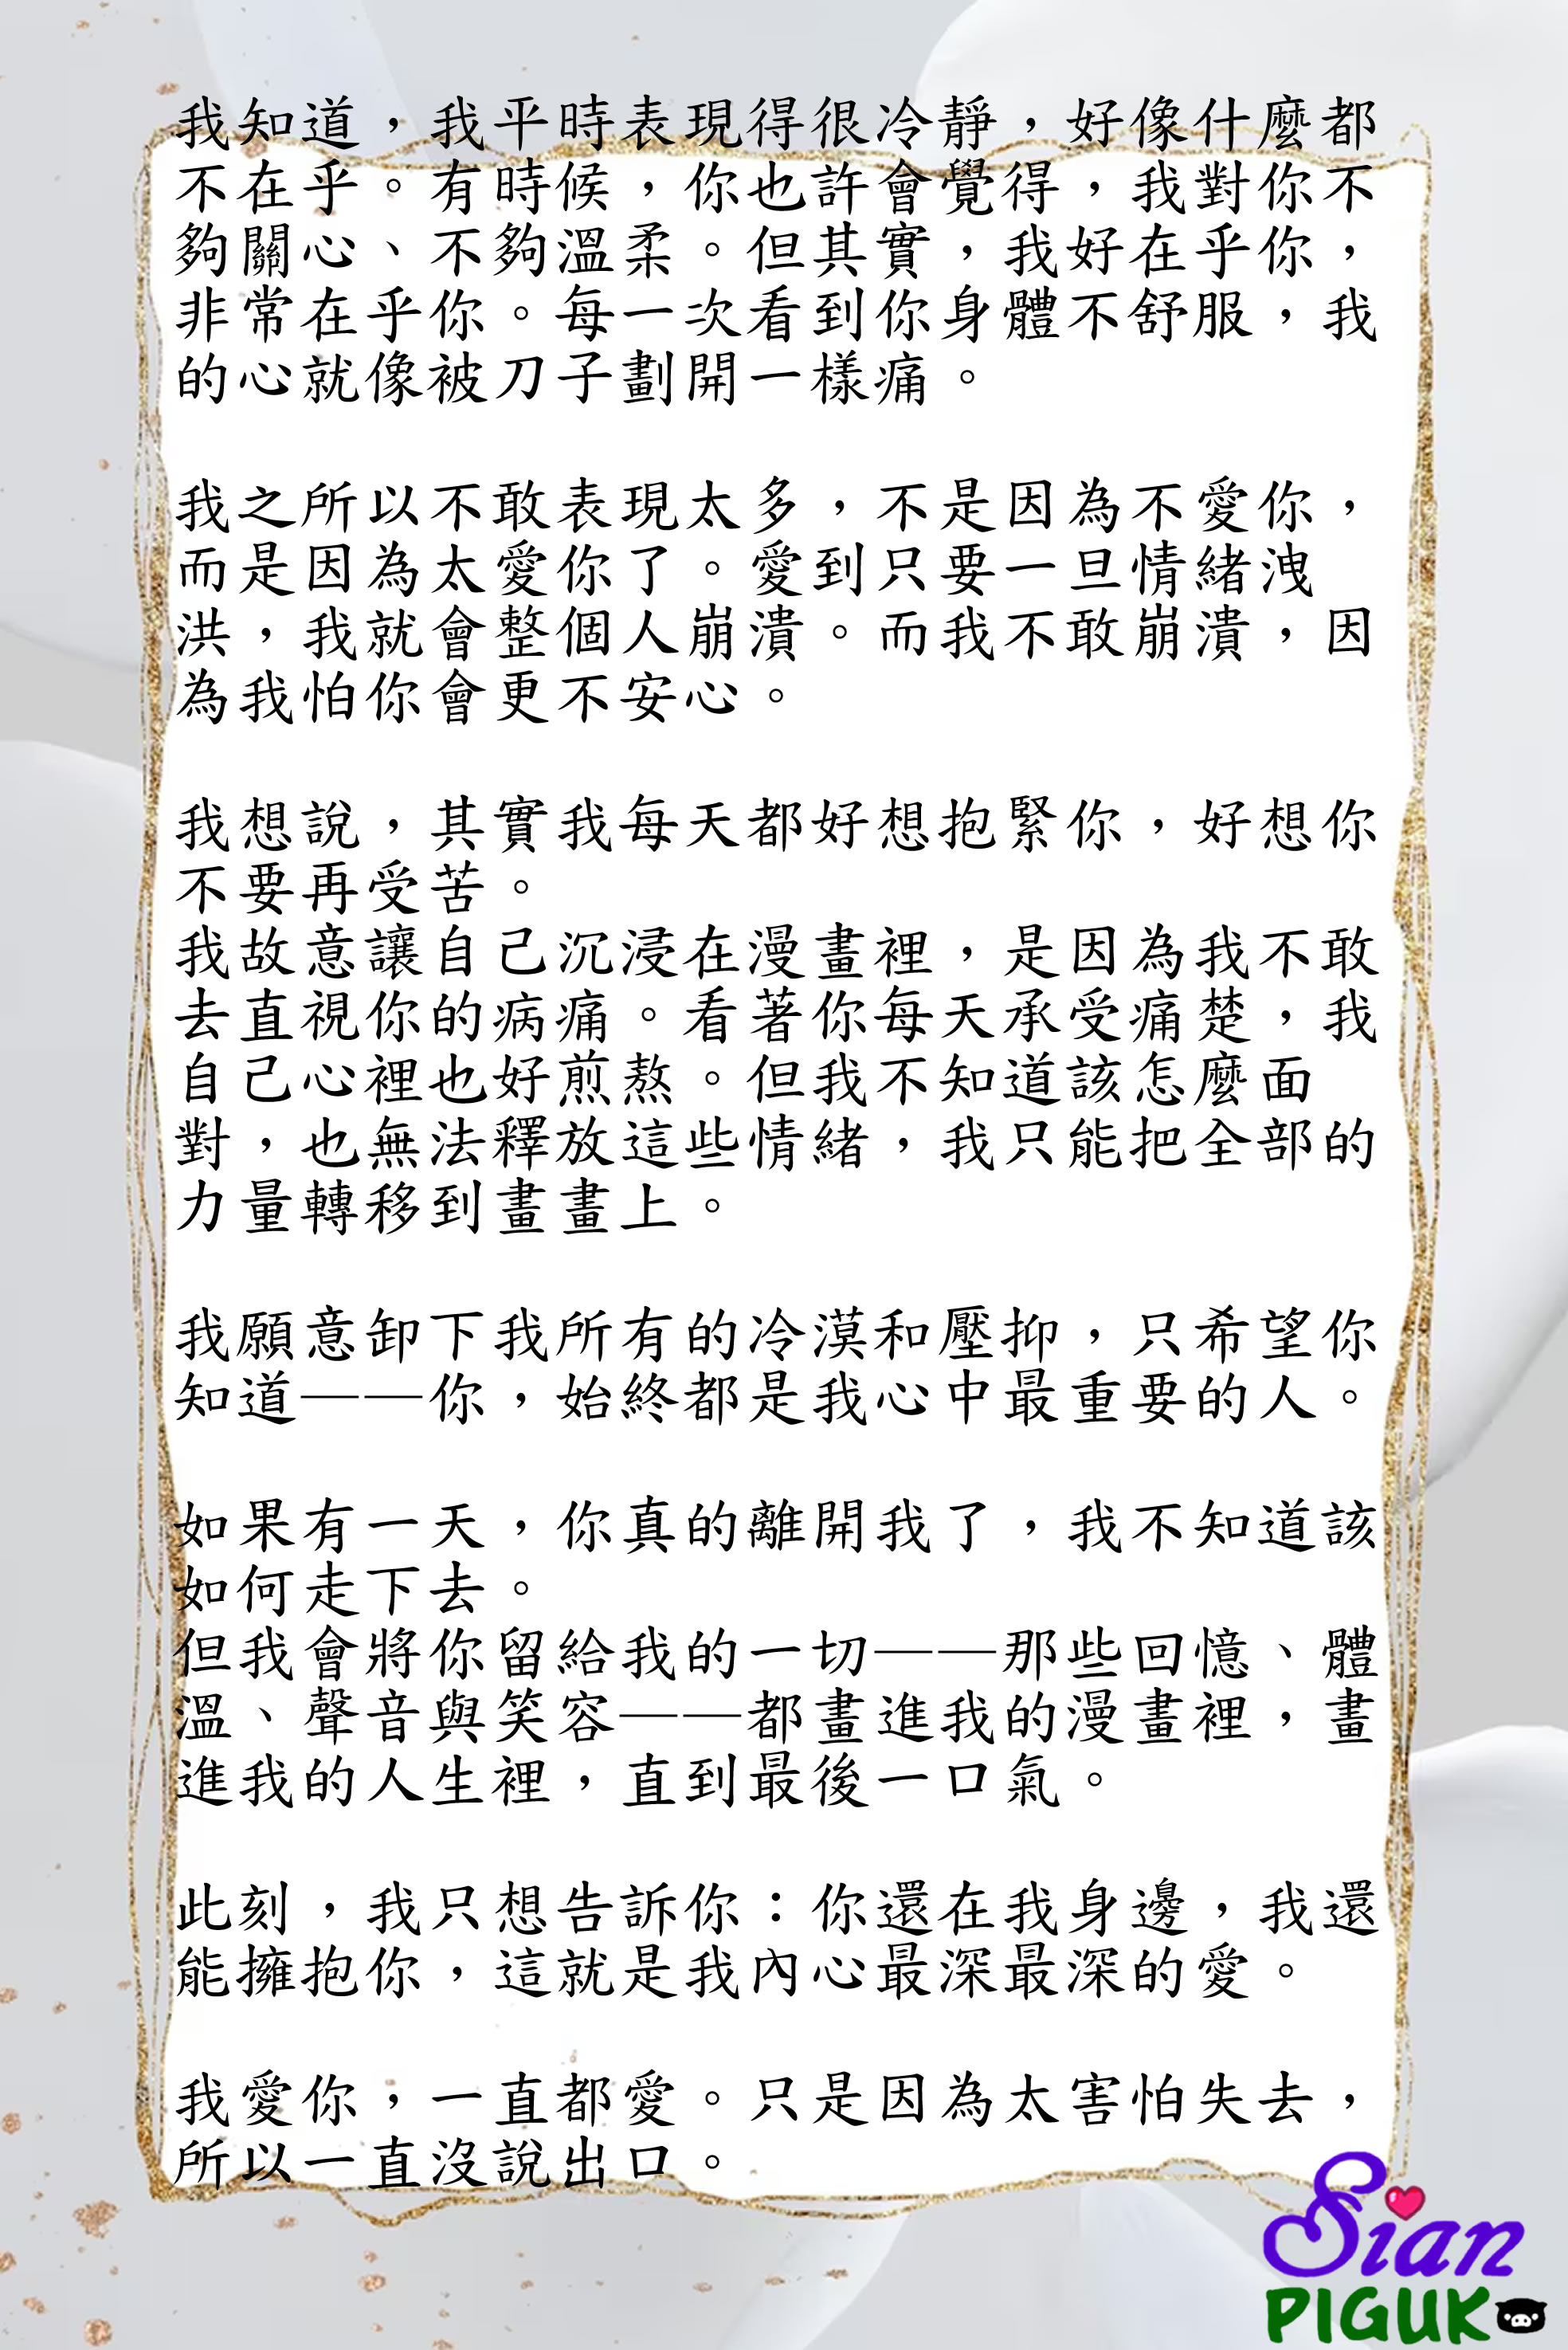 我知道，我平時表現得很冷靜，好像什麼都
不在乎。有時候，你也許會覺得，我對你不
夠關心、不夠溫柔。但其實，我好在乎你，
非常在乎你。每一次看到你身體不舒服，我
的心就像被刀子劃開一樣痛。
我之所以不敢表現太多，不是因為不愛你，
而是因為太愛你了。愛到只要一旦情緒洩
洪，我就會整個人崩潰。而我不敢崩潰，因
為我怕你會更不安心。
我想說，其實我每天都好想抱緊你，好想你
不要再受苦。
我故意讓自己沉浸在漫畫裡，是因為我不敢
去直視你的病痛。看著你每天承受痛楚，我
自己心裡也好煎熬。但我不知道該怎麼面
對，也無法釋放這些情緒，我只能把全部的
力量轉移到畫畫上。
我願意卸下我所有的冷漠和壓抑，只希望你
知道——你，始終都是我心中最重要的人。
如果有一天，你真的離開我了，我不知道該
如何走下去。
但我會將你留給我的一切——那些回憶、體
溫、聲音與笑容——都畫進我的漫畫裡，畫
進我的人生裡，直到最後一口氣。
此刻，我只想告訴你：你還在我身邊，我還
能擁抱你，這就是我內心最深最深的愛。
我愛你，一直都愛。只是因為太害怕失去，
所以一直沒說出口。
Sian
PIGUK